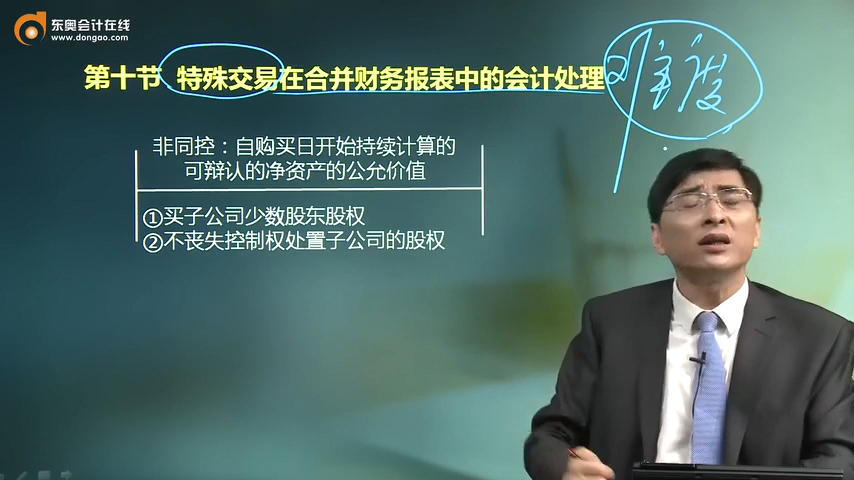 东奥会计在线
www.dongao.com
第十节 特殊交易在合并财务报表中的会计处理
难度
非同控：自购买日开始持续计算的
可辩认的净资产的公允价值
①买子公司少数股东股权
②不丧失控制权处置子公司的股权